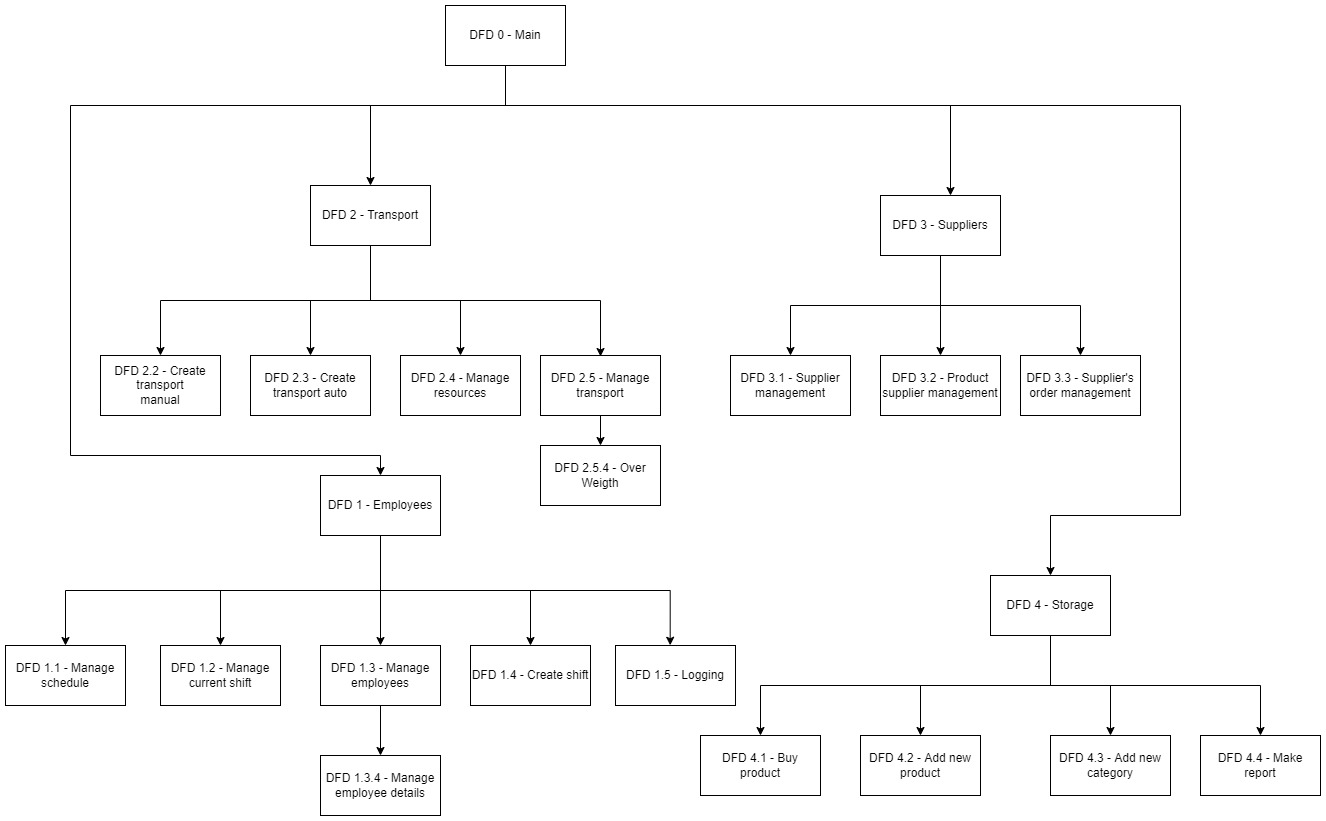 DFD 0 - Main
DFD 2 - Transport
DFD 3 - Suppliers
DFD 2.2 - Create
transport
manual
DFD 2.3 - Create
transport auto
DFD 2.4 - Manage
resources
DFD 2.5 - Manage
transport
DFD 3.1 - Supplier
management
DFD 3.2 - Product
supplier management
DFD 3.3 - Supplier's
order management
DFD 2.5.4 - Over
Weigth
DFD 1 - Employees
DFD 4 - Storage
DFD 1.1 - Manage
schedule
DFD 1.2 - Manage
current shift
DFD 1.3 - Manage
employees
DFD 1.4 - Create shift
DFD 1.5 - Logging
DFD 1.3.4 - Manage
employee details
DFD 4.1 - Buy
product
DFD 4.2 - Add new
product
DFD 4.3 - Add new
category
DFD 4.4 - Make
report